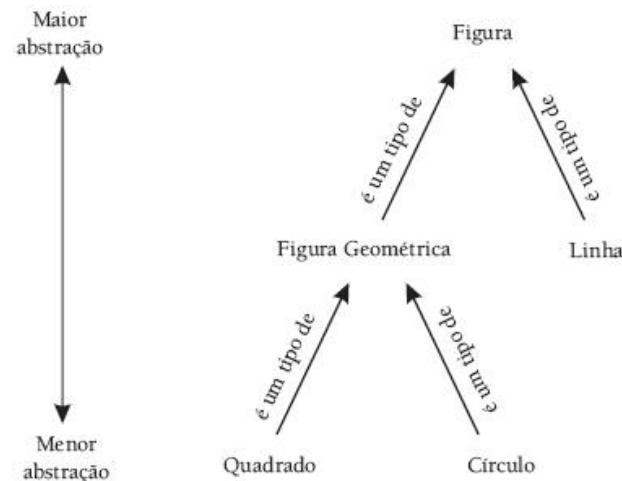 Maior
abstração
Figura
é um tipo de
é um tipo de
Figura Geométrica
Linha
é um tipo de
é um tipo de
Menor
abstração
Quadrado
Círculo